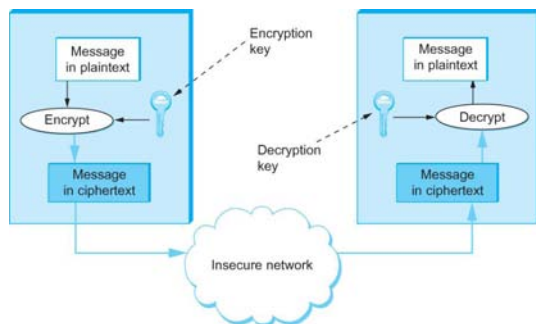 Message
in plaintext
Encrypt
Message
in ciphertext
Encryption
key
Decryption
key
Insecure network
Message
in plaintext
Decrypt
Message
in ciphertext